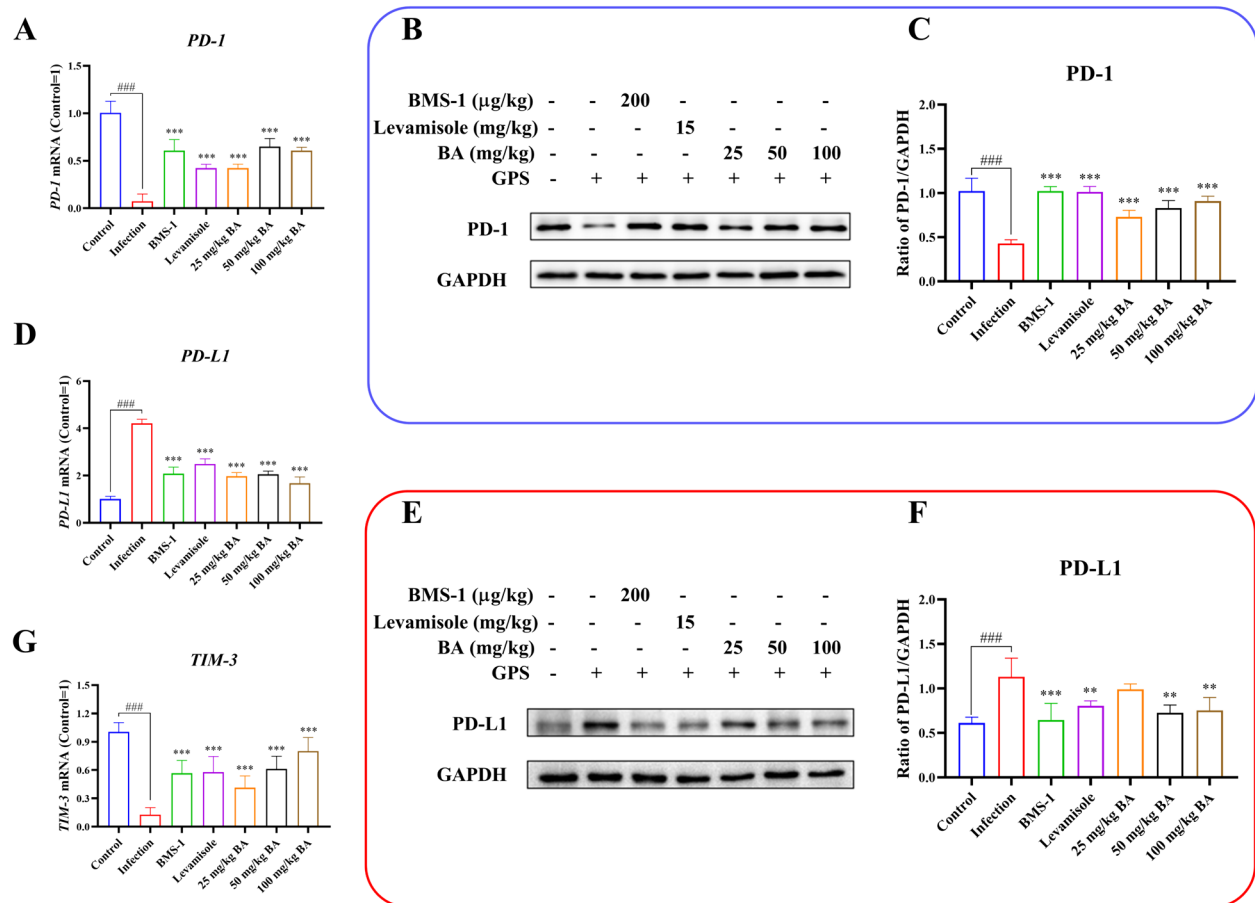 A
PD-1
PD-1 mRNA (Control=1)
1.5
1.0
0.5
0.0
###
***
***
***
***
***
Control
Infection
BMS-1
Levamisole
25 mg/kg BA
50 mg/kg BA
100 mg/kg BA
B
BMS-1 (μg/kg) - - 200 - - - -
Levamisole (mg/kg) - - - 15 - - -
BA (mg/kg) - - - - 25 50 100
GPS - + + + + + +
PD-1
GAPDH
C
PD-1
Ratio of PD-1/GAPDH
2.0
1.5
1.0
0.5
0.0
###
***
***
***
***
***
Control
Infection
BMS-1
Levamisole
25 mg/kg BA
50 mg/kg BA
100 mg/kg BA
D
PD-L1
PD-L1 mRNA (Control=1)
6
4
2
0
###
***
***
***
***
***
Control
Infection
BMS-1
Levamisole
25 mg/kg BA
50 mg/kg BA
100 mg/kg BA
E
BMS-1 (μg/kg) - - 200 - - - -
Levamisole (mg/kg) - - - 15 - - -
BA (mg/kg) - - - - 25 50 100
GPS - + + + + + +
PD-L1
GAPDH
F
PD-L1
Ratio of PD-L1/GAPDH
2.0
1.5
1.0
0.5
0.0
###
***
**
**
**
Control
Infection
BMS-1
Levamisole
25 mg/kg BA
50 mg/kg BA
100 mg/kg BA
G
TIM-3
TIM-3 mRNA (Control=1)
1.5
1.2
0.9
0.6
0.3
0.0
###
***
***
***
***
***
Control
Infection
BMS-1
Levamisole
25 mg/kg BA
50 mg/kg BA
100 mg/kg BA